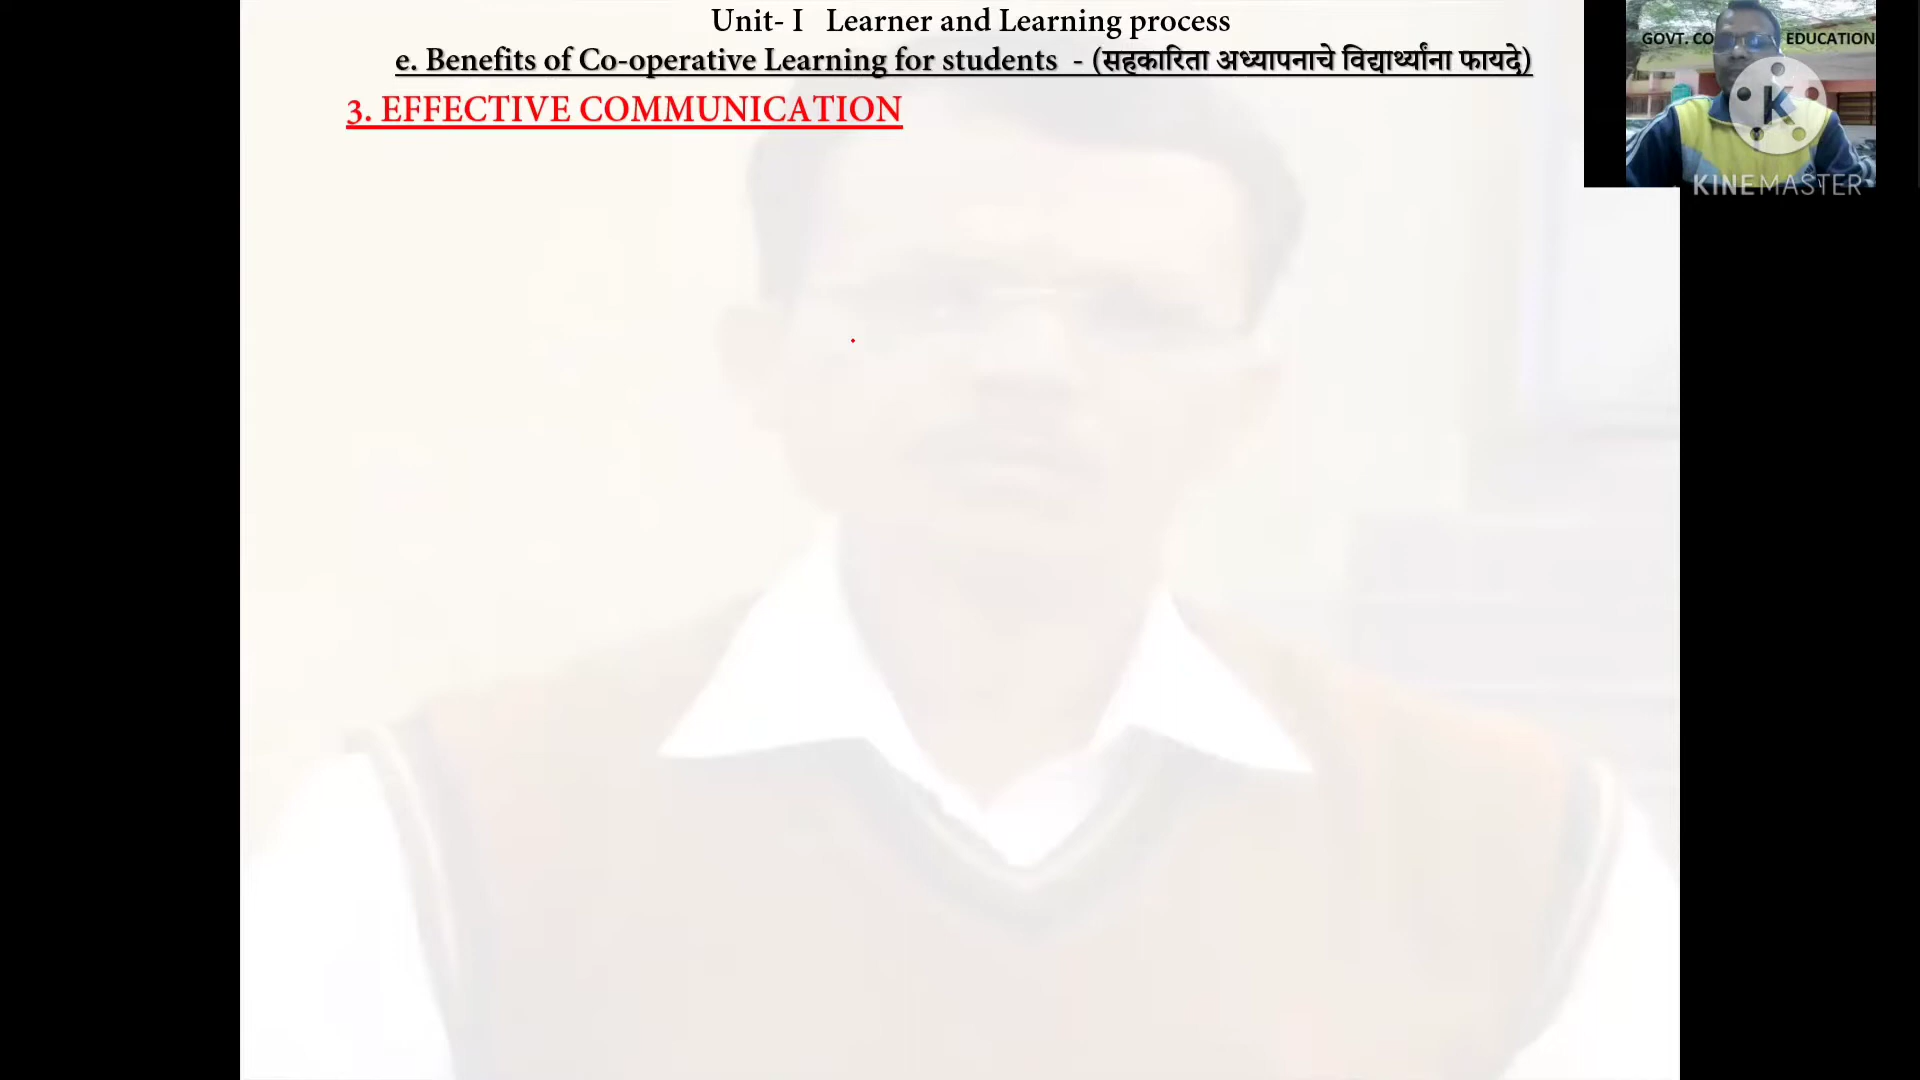 Unit- I Learner and Learning process
e. Benefits of Co-operative Learning for students - (सहकारिता अध्यापनाचे विद्यार्थ्यांना फायदे)
3. EFFECTIVE COMMUNICATION
GOVT. CO EDUCATION
K
KINEMASTER